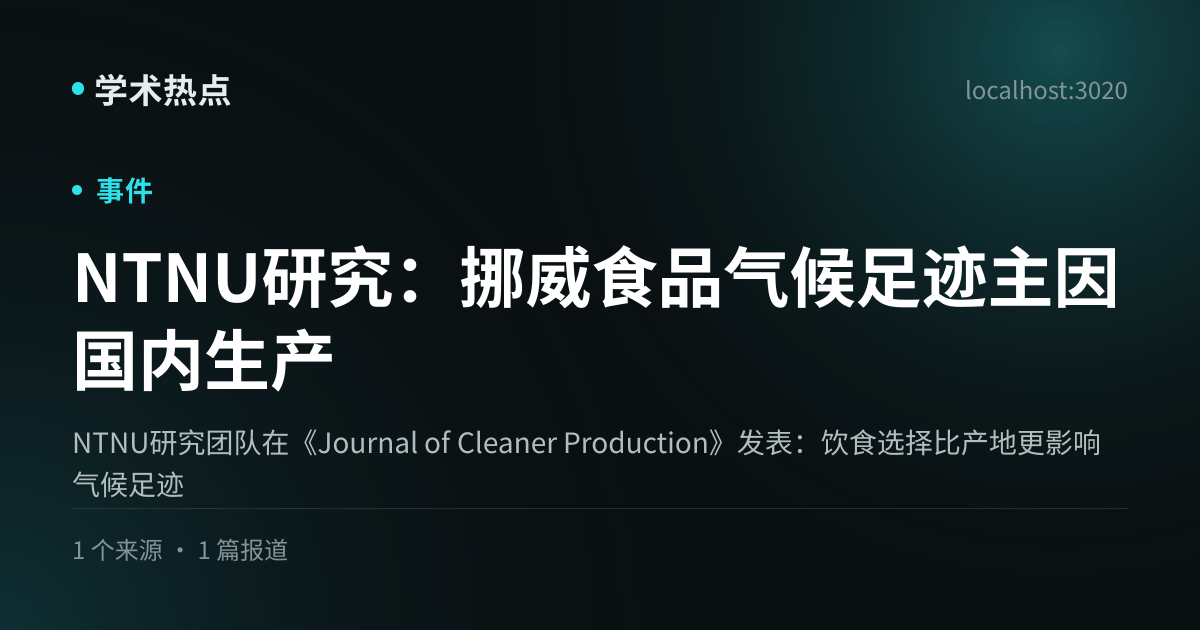 学术热点
localhost:3020
事件
NTNU研究：挪威食品气候足迹主因
国内生产
NTNU研究团队在《Journal of Cleaner Production》发表：饮食选择比产地更影响
气候足迹
1 个来源 · 1 篇报道